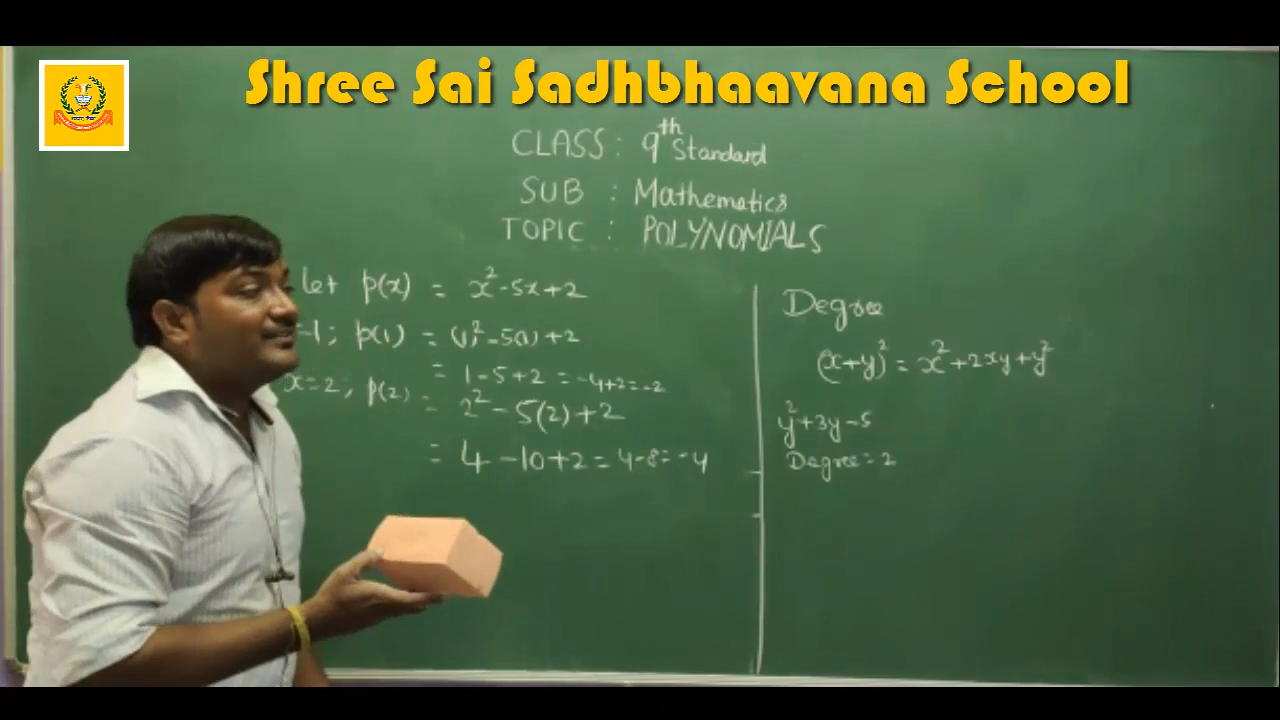 Shree Sai Sadhbhaavana School
CLASS : 9th Standard
SUB : Mathematics
TOPIC : POLYNOMIALS
let p(x) = x²-5x+2
=1; p(1) = (1)²-5(1)+2
= 1-5+2 = -4+2=-2
x=2; p(2) = 2²-5(2)+2
= 4-10+2 = 4-8=-4
Degree
(x+y)² = x²+2xy+y²
y²+3y-5
Degree=2